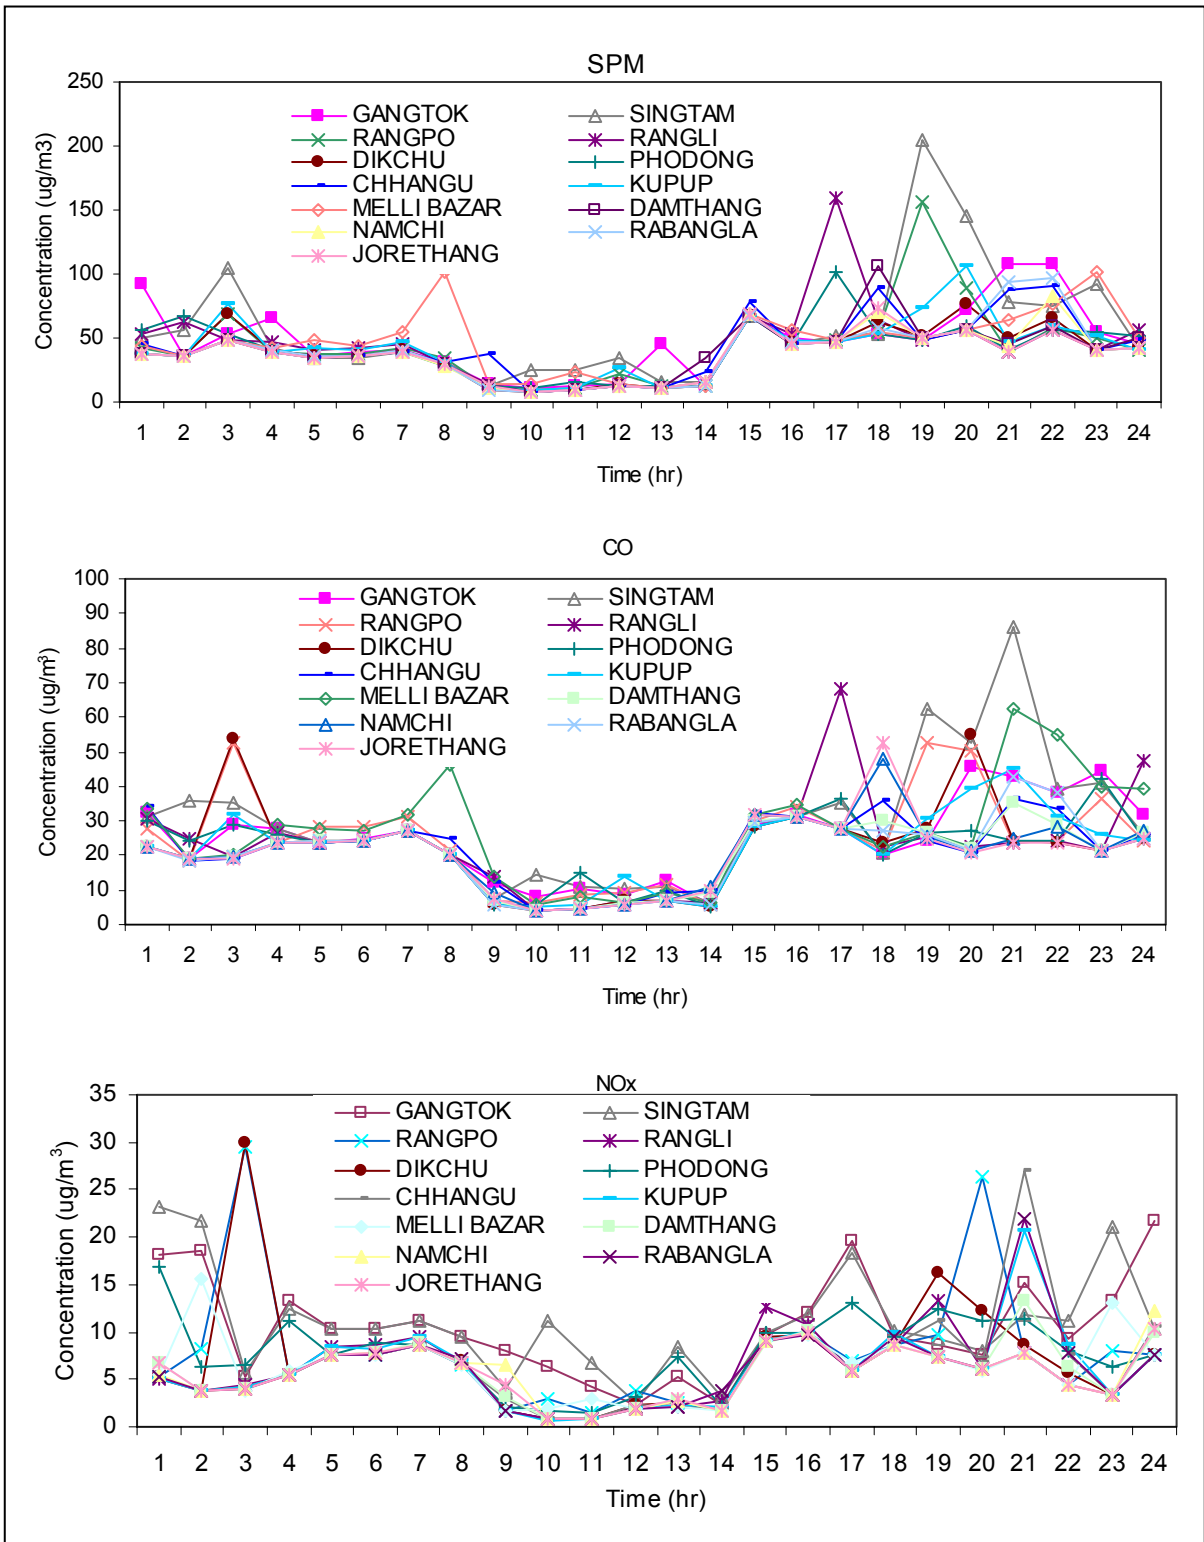 SPM
Concentration (ug/m3)
250
200
150
100
50
0
GANGTOK SINGTAM
RANGPO RANGLI
DIKCHU PHODONG
CHHANGU KUPUP
MELLI BAZAR DAMTHANG
NAMCHI RABANGLA
JORETHANG
1 2 3 4 5 6 7 8 9 10 11 12 13 14 15 16 17 18 19 20 21 22 23 24
Time (hr)
CO
Concentration (ug/m³)
100
90
80
70
60
50
40
30
20
10
0
GANGTOK SINGTAM
RANGPO RANGLI
DIKCHU PHODONG
CHHANGU KUPUP
MELLI BAZAR DAMTHANG
NAMCHI RABANGLA
JORETHANG
1 2 3 4 5 6 7 8 9 10 11 12 13 14 15 16 17 18 19 20 21 22 23 24
Time (hr)
NOx
Concentration (ug/m³)
35
30
25
20
15
10
5
0
GANGTOK SINGTAM
RANGPO RANGLI
DIKCHU PHODONG
CHHANGU KUPUP
MELLI BAZAR DAMTHANG
NAMCHI RABANGLA
JORETHANG
1 2 3 4 5 6 7 8 9 10 11 12 13 14 15 16 17 18 19 20 21 22 23 24
Time (hr)